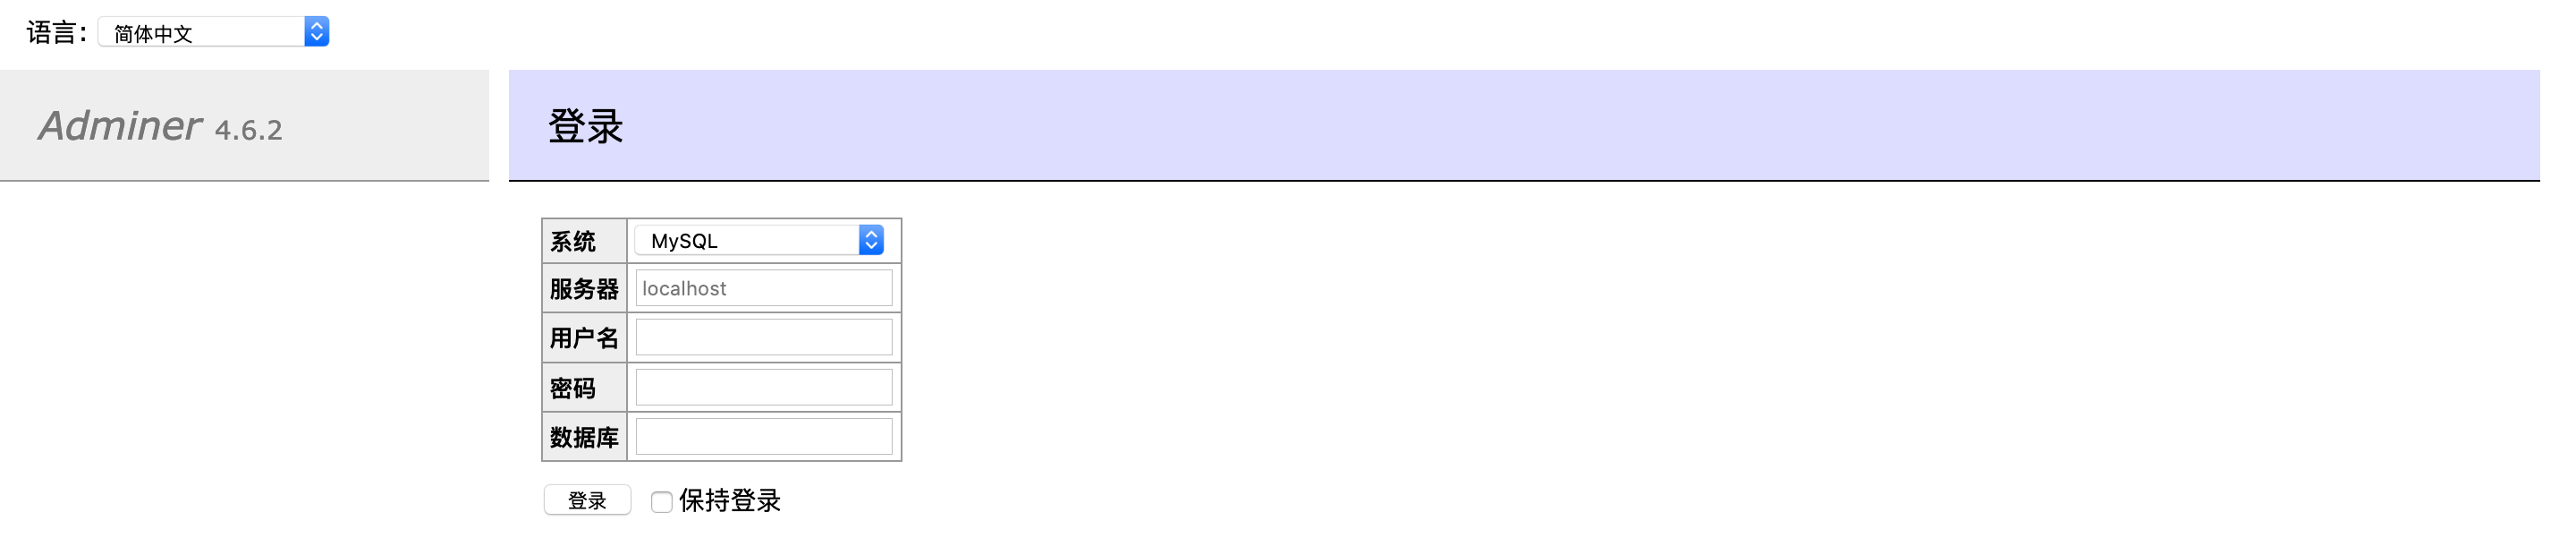 语言: 简体中文
Adminer 4.6.2
登录
系统 MySQL
服务器 localhost
用户名
密码
数据库
登录 保持登录